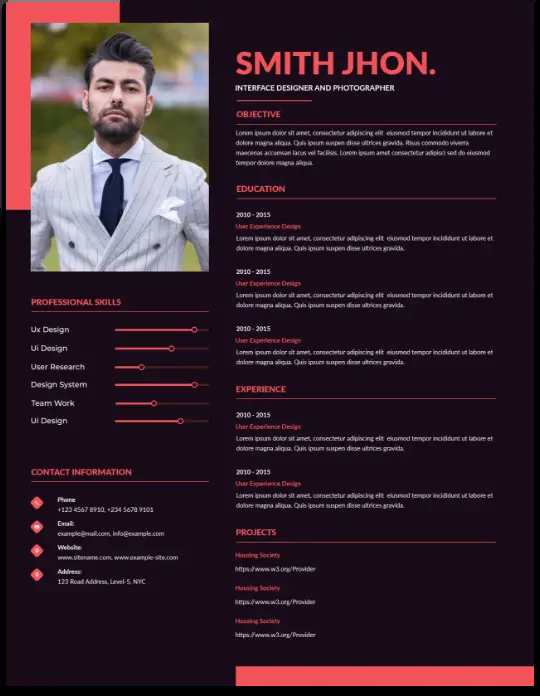 SMITH JHON.
INTERFACE DESIGNER AND PHOTOGRAPHER
OBJECTIVE
Lorem ipsum dolor sit amet, consectetur adipiscing elit eiusmod tempor incididunt ut labore et
dolore magna aliqua. Quis ipsum suspen disse ultrices gravida. Risus commodo viverra
maecenas accumsan lacus vel facilisis. Lorem ipsum amet consectetur adipisci sed do eiusmod
tempor dolore magna aliqua.
EDUCATION
2010 - 2015
User Experience Design
Lorem ipsum dolor sit amet, consectetur adipiscing elit eiusmod tempor incididunt ut labore et
dolore magna aliqua. Quis ipsum suspen disse ultrices gravida.
2010 - 2015
User Experience Design
Lorem ipsum dolor sit amet, consectetur adipiscing elit eiusmod tempor incididunt ut labore et
dolore magna aliqua. Quis ipsum suspen disse ultrices gravida.
2010 - 2015
User Experience Design
Lorem ipsum dolor sit amet, consectetur adipiscing elit eiusmod tempor incididunt ut labore et
dolore magna aliqua. Quis ipsum suspen disse ultrices gravida.
EXPERIENCE
2010 - 2015
User Experience Design
Lorem ipsum dolor sit amet, consectetur adipiscing elit eiusmod tempor incididunt ut labore et
dolore magna aliqua. Quis ipsum suspen disse ultrices gravida.
2010 - 2015
User Experience Design
Lorem ipsum dolor sit amet, consectetur adipiscing elit eiusmod tempor incididunt ut labore et
dolore magna aliqua. Quis ipsum suspen disse ultrices gravida.
PROJECTS
Housing Society
https://www.w3.org/Provider
Housing Society
https://www.w3.org/Provider
Housing Society
https://www.w3.org/Provider
PROFESSIONAL SKILLS
Ux Design
Ui Design
User Research
Design System
Team Work
Ui Design
CONTACT INFORMATION
Phone
+123 4567 8910, +234 5678 9101
Email:
example@mail.com, info@example.com
Website:
www.sitename.com, www.example-site.com
Address:
123 Road Address, Level-5, NYC